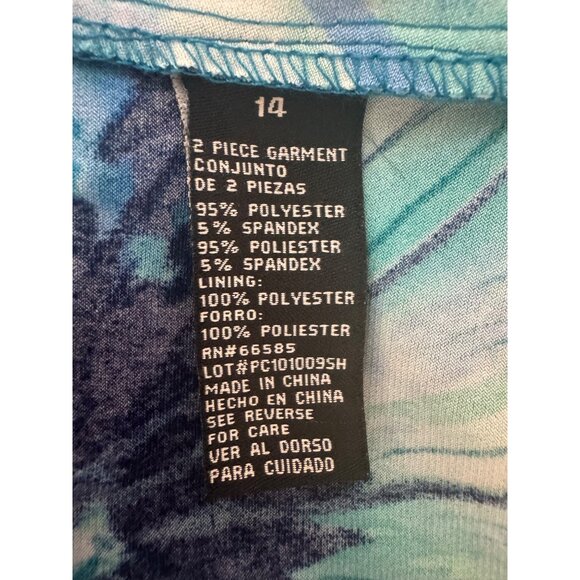 14
2 PIECE GARMENT
CONJUNTO
DE 2 PIEZAS
95% POLYESTER
5% SPANDEX
95% POLIESTER
5% SPANDEX
LINING:
100% POLYESTER
FORRO:
100% POLIESTER
RN#66585
LOT#PC101009SH
MADE IN CHINA
HECHO EN CHINA
SEE REVERSE
FOR CARE
VER AL DORSO
PARA CUIDADO